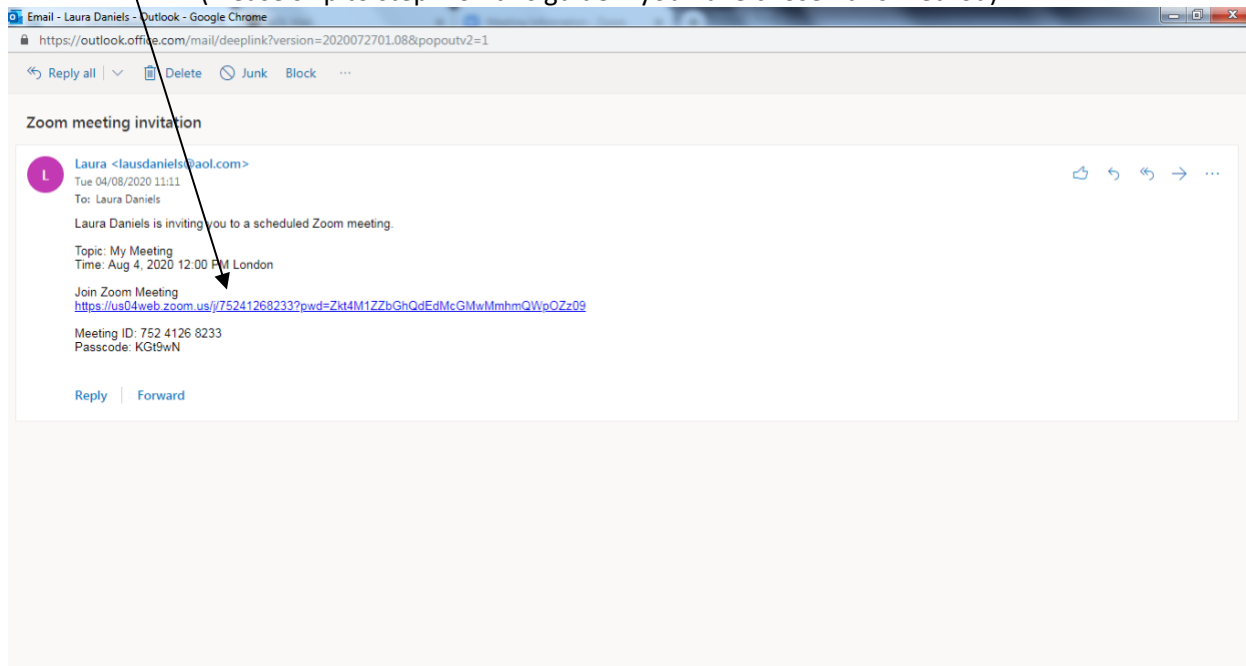 Email - Laura Daniels - Outlook - Google Chrome
https://outlook.office.com/mail/deeplink?version=2020072701.08&popoutv2=1
Reply all Delete Junk Block ...
Zoom meeting invitation
L
Laura <lausdaniels@aol.com>
Tue 04/08/2020 11:11
To: Laura Daniels
Laura Daniels is inviting you to a scheduled Zoom meeting.
Topic: My Meeting
Time: Aug 4, 2020 12:00 PM London
Join Zoom Meeting
https://us04web.zoom.us/j/75241268233?pwd=Zkt4M1ZZbGhQdEdMcGMwMmhmQWpOZz09
Meeting ID: 752 4126 8233
Passcode: KGt9wN
Reply Forward